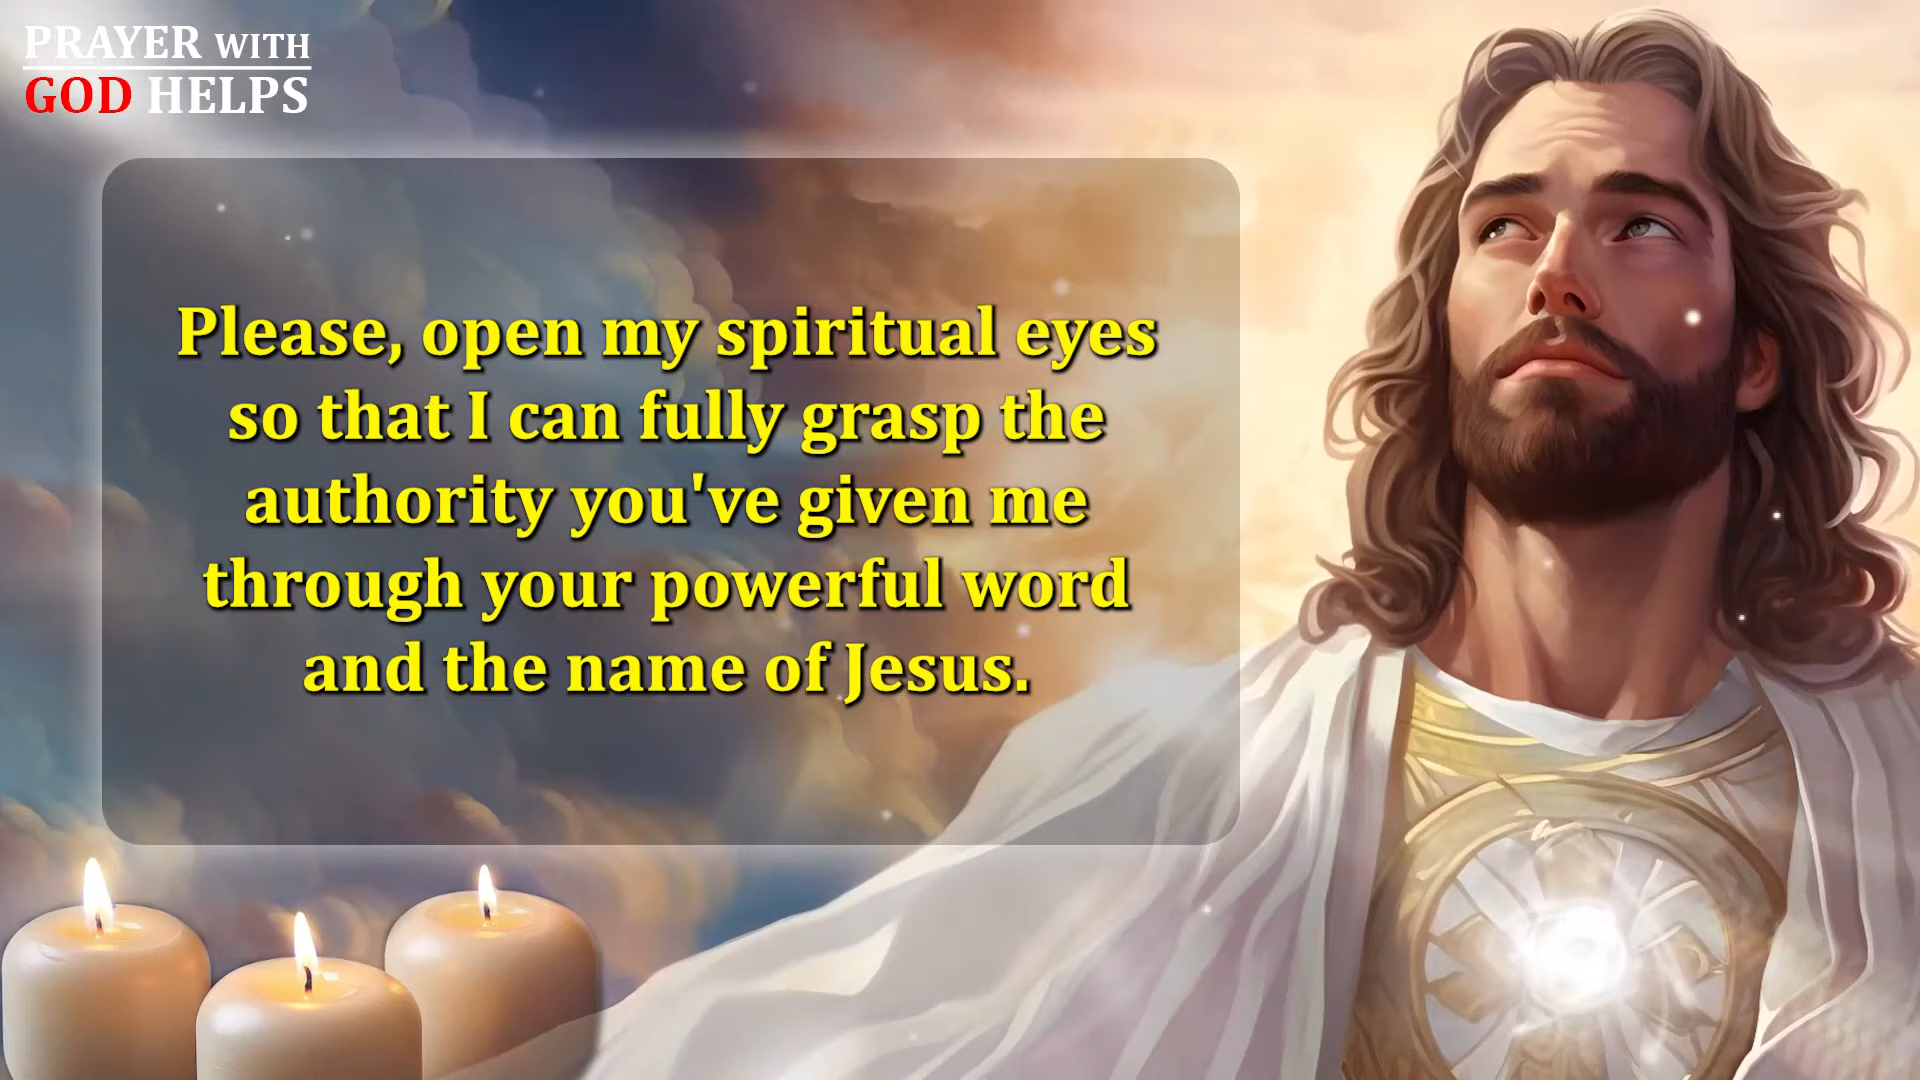 PRAYER WITH
GOD HELPS
Please, open my spiritual eyes
so that I can fully grasp the
authority you've given me
through your powerful word
and the name of Jesus.